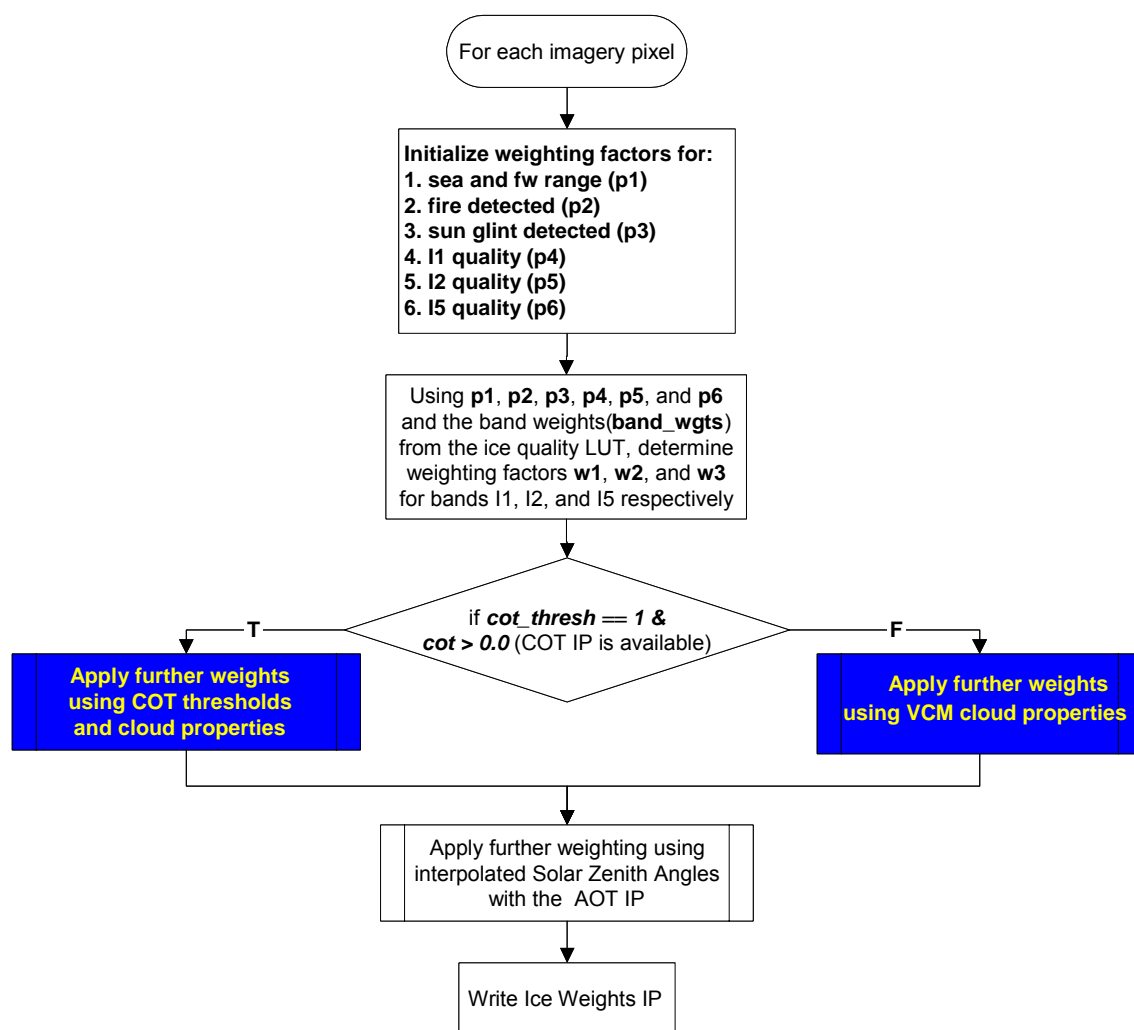 For each imagery pixel
Initialize weighting factors for:
1. sea and fw range (p1)
2. fire detected (p2)
3. sun glint detected (p3)
4. I1 quality (p4)
5. I2 quality (p5)
6. I5 quality (p6)
Using p1, p2, p3, p4, p5, and p6
and the band weights(band_wgts)
from the ice quality LUT, determine
weighting factors w1, w2, and w3
for bands I1, I2, and I5 respectively
if cot_thresh == 1 &
cot > 0.0 (COT IP is available)
T
F
Apply further weights
using COT thresholds
and cloud properties
Apply further weights
using VCM cloud properties
Apply further weighting using
interpolated Solar Zenith Angles
with the AOT IP
Write Ice Weights IP